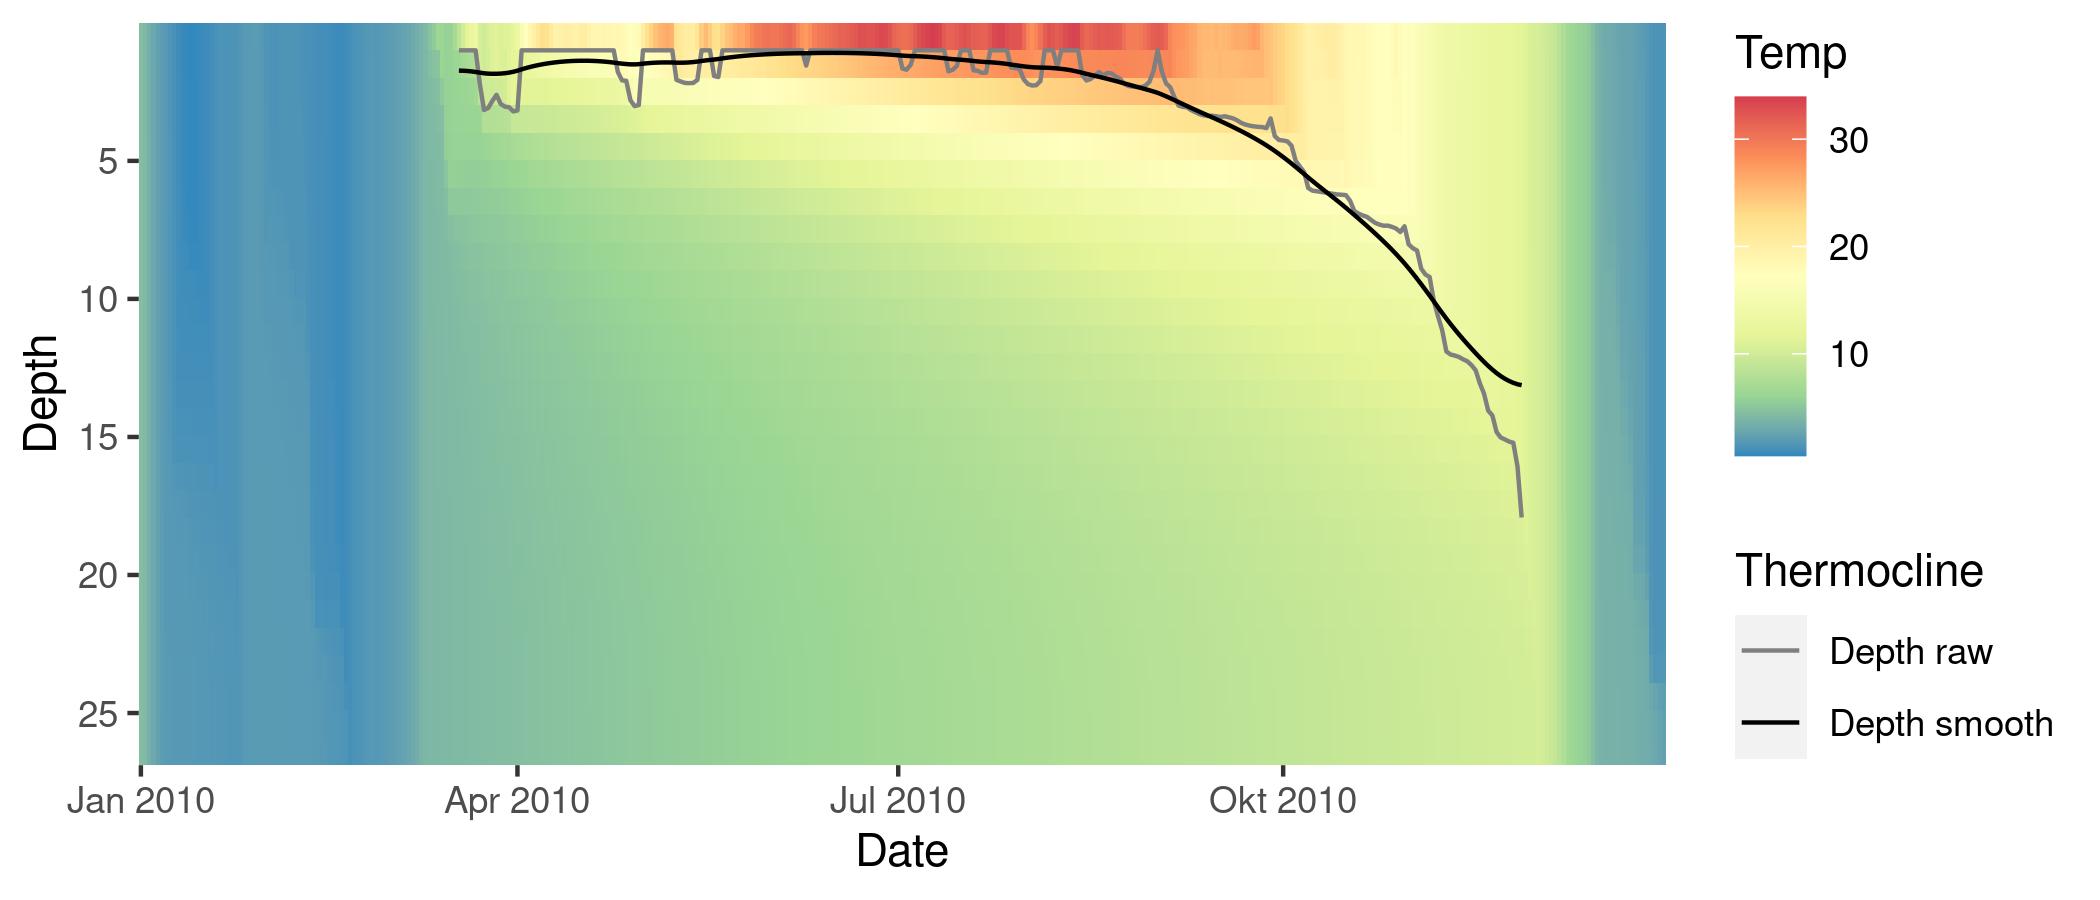 Depth
5
10
15
20
25
Jan 2010
Apr 2010
Jul 2010
Okt 2010
Date
Temp
30
20
10
Thermocline
Depth raw
Depth smooth